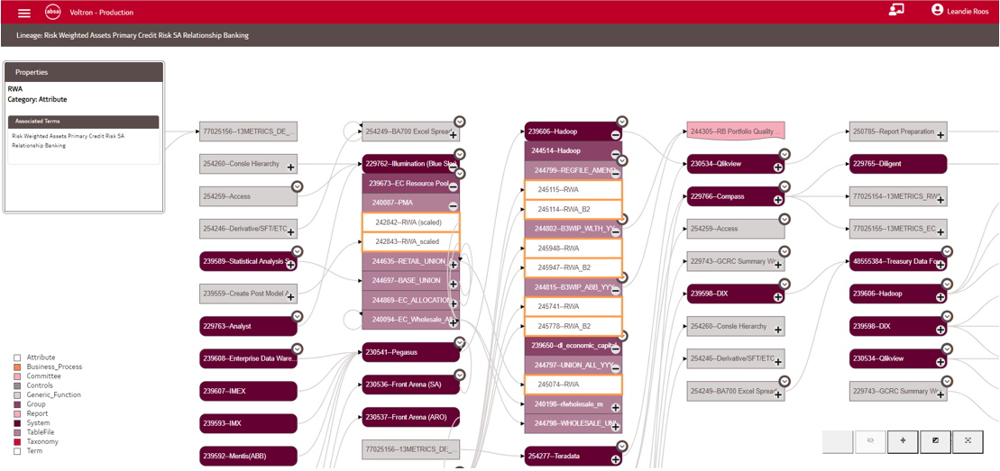 absa
Voltron - Production
Leandie Roos
Lineage: Risk Weighted Assets Primary Credit Risk SA Relationship Banking
Properties
RWA
Category: Attribute
Associated Terms
Risk Weighted Assets Primary Credit Risk SA
Relationship Banking
77025156--13METRICS_DE_...
254260--Consle Hierarchy
254259--Access
254246--Derivative/SFT/ETC
239589--Statistical Analysis S
239559--Create Post Model A
229763--Analyst
239608--Enterprise Data Ware...
239607--IMEX
239593--IMX
239592--Mentis(ABB)
254249--BA700 Excel Spread
229762--Illumination (Blue S
239673--EC Resource Pool
240087--PMA
242842--RWA (scaled)
242843--RWA_scaled
244635--RETAIL_UNION
244697--BASE_UNION
244869--EC_ALLOCATION
240094--EC_Wholesale_A
230541--Pegasus
230536--Front Arena (SA)
230537--Front Arena (ARO)
77025156--13METRICS_DE_...
239606--Hadoop
244514--Hadoop
244799--REGFILE_AMEND
245115--RWA
245114--RWA_B2
244802--B3WIP_WLTH_YY
245948--RWA
245947--RWA_B2
244815--B3WIP_ABB_YYY
245741--RWA
245778--RWA_B2
239650--dl_economic_capital
244797--UNION_ALL_YYY
245074--RWA
240198--rlwholesale_m
244798--WHOLESALE_UN
254277--Teradata
244305--RB Portfolio Quality ...
230534--Qlikview
229766--Compass
254259--Access
229743--GCRC Summary Wo
239598--DIX
254260--Consle Hierarchy
254246--Derivative/SFT/ETC
254249--BA700 Excel Spread
250785--Report Preparation
229765--Diligent
77025154--13METRICS_RWA
77025155--13METRICS_EC
48555384--Treasury Data Fo
239606--Hadoop
239598--DIX
230534--Qlikview
229743--GCRC Summary Wo
Attribute
Business_Process
Committee
Controls
Generic_Function
Group
Report
System
TableFile
Taxonomy
Term